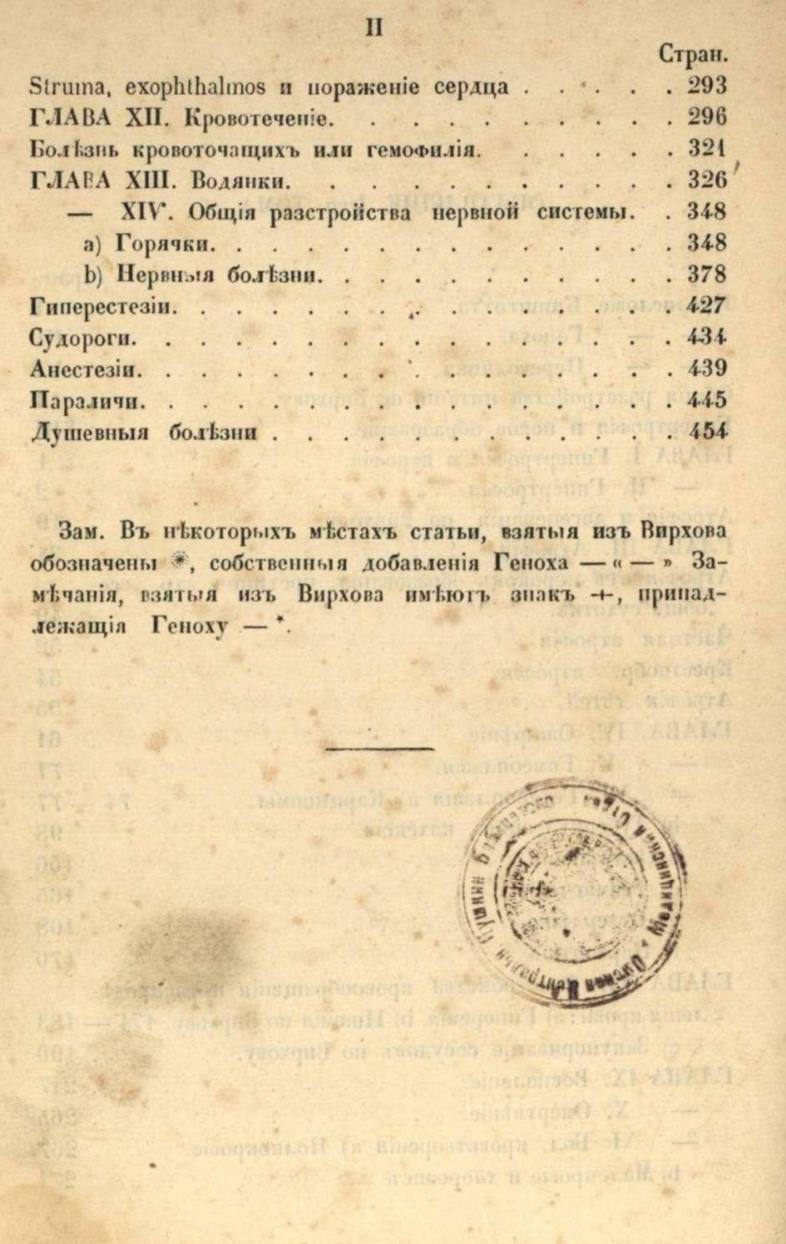 II
Стран.
Struma, exophthalmos и пораженіе сердца . . . . . 293
ГЛАВА XII. Кровотеченіе. . . . . . . . . . 296
Болѣзнь кровоточащихъ или гемофилія. . . . . . 321
ГЛАВА XIII. Водянки. . . . . . . . . . . 326
— XIV. Общія разстройства нервной системы. . 348
a) Горячки. . . . . . . . . . . . . 348
b) Нервныя болѣзни. . . . . . . . . . 378
Гиперестезіи. . . . . . . . . . . . . . 427
Судороги. . . . . . . . . . . . . . . 434
Анестезіи. . . . . . . . . . . . . . . 439
Параличи. . . . . . . . . . . . . . . 445
Душевныя болѣзни . . . . . . . . . . . 454
Зам. Въ нѣкоторыхъ мѣстахъ статьи, взятыя изъ Вирхова
обозначены *, собственныя добавленія Геноха — « — » За-
мѣчанія, взятыя изъ Вирхова имѣютъ знакъ +, принад-
лежащія Геноху — *.